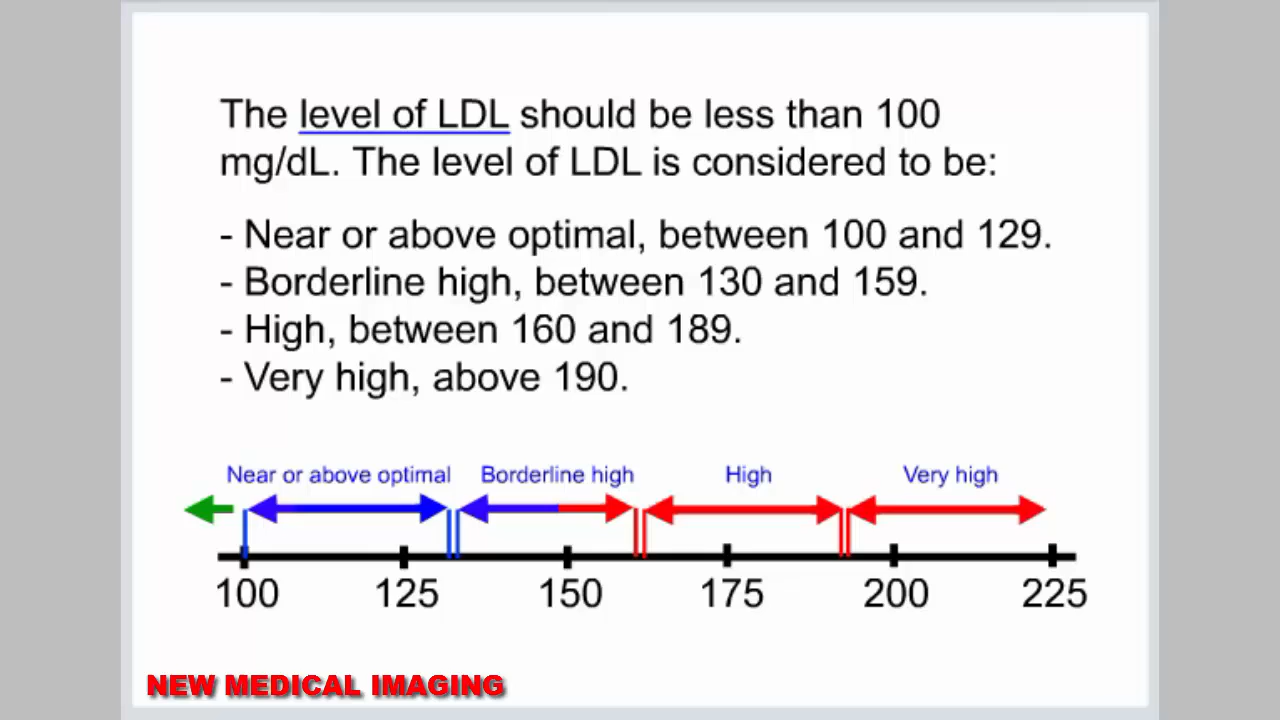 The level of LDL should be less than 100
mg/dL. The level of LDL is considered to be:
- Near or above optimal, between 100 and 129.
- Borderline high, between 130 and 159.
- High, between 160 and 189.
- Very high, above 190.
Near or above optimal Borderline high High Very high
100 125 150 175 200 225
NEW MEDICAL IMAGING